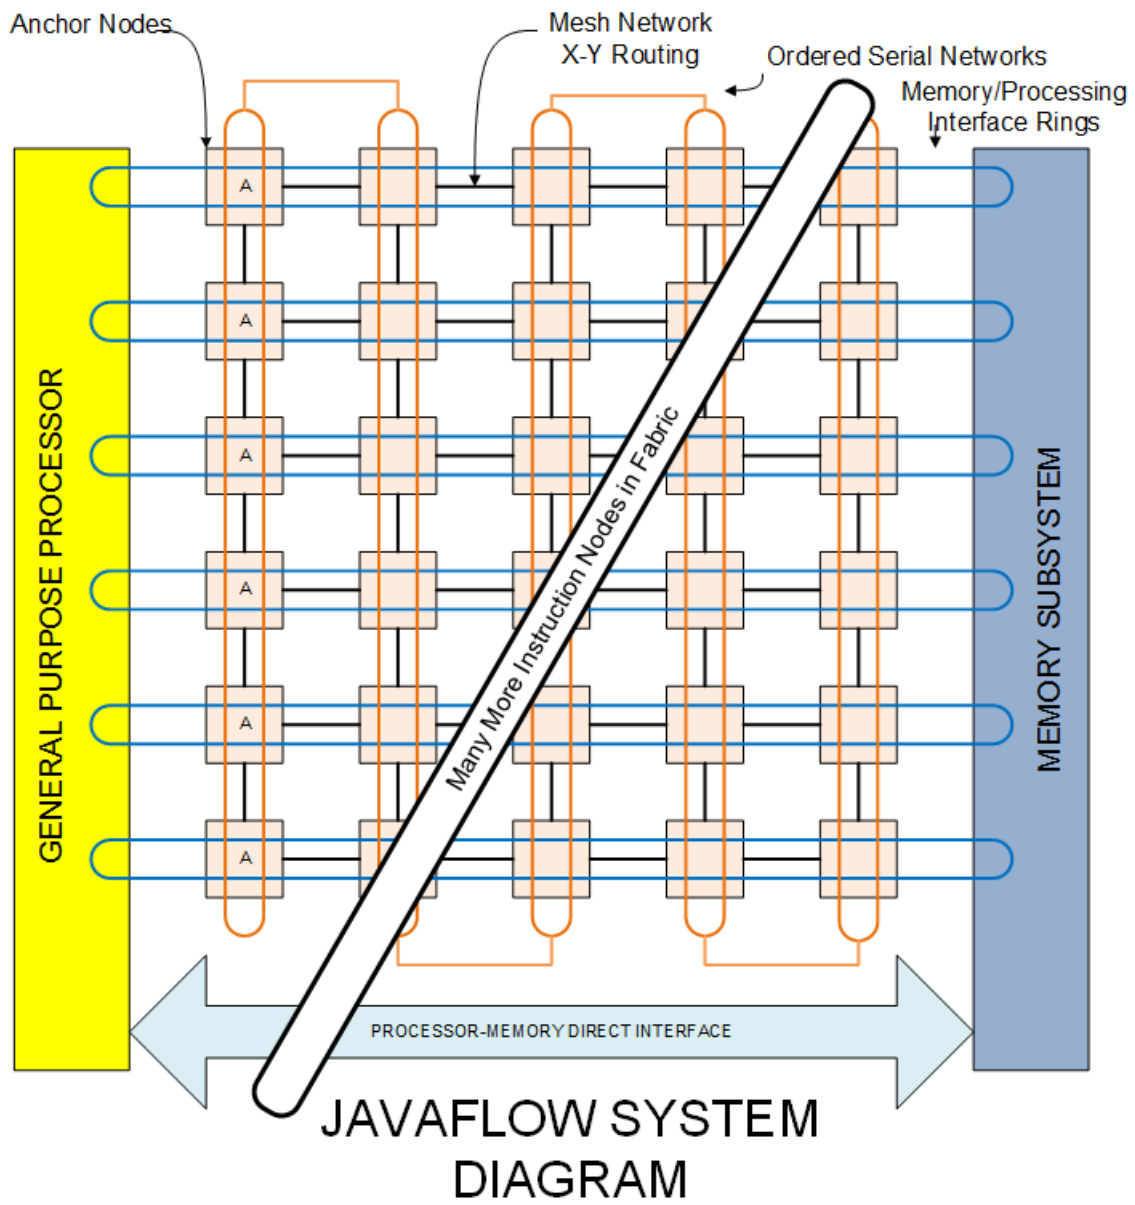 Anchor Nodes
Mesh Network
X-Y Routing
Ordered Serial Networks
Memory/Processing
Interface Rings
A
A
A
A
A
A
GENERAL PURPOSE PROCESSOR
Many More Instruction Nodes in Fabric
MEMORY SUBSYSTEM
PROCESSOR-MEMORY DIRECT INTERFACE
JAVAFLOW SYSTEM
DIAGRAM